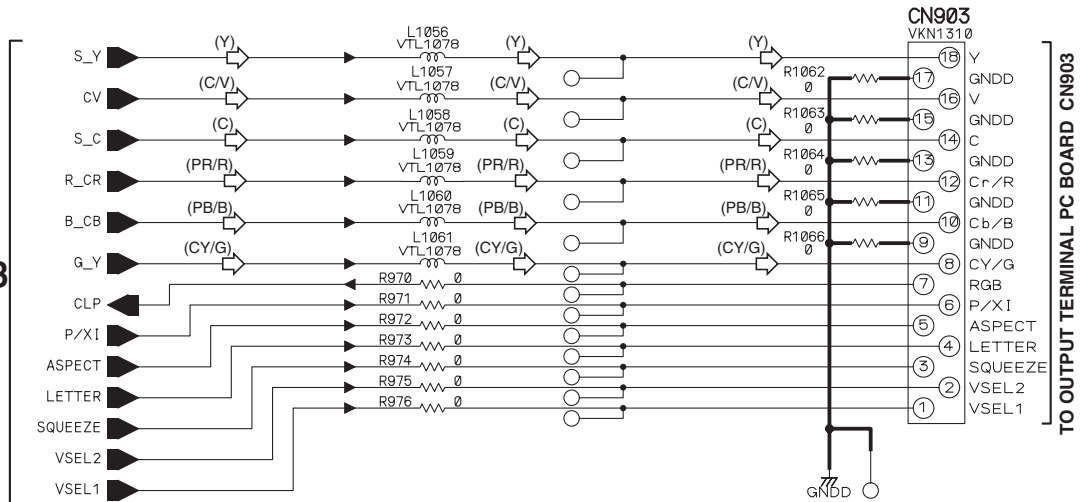 CN903
VKN1310
S_Y (Y) L1056 VTL1078 (Y) (Y) 18 Y
R1062 0 17 GNDD
CV (C/V) L1057 VTL1078 (C/V) (C/V) 16 V
R1063 0 15 GNDD
S_C (C) L1058 VTL1078 (C) (C) 14 C
R1064 0 13 GNDD
R_CR (PR/R) L1059 VTL1078 (PR/R) (PR/R) 12 Cr/R
R1065 0 11 GNDD
B_CB (PB/B) L1060 VTL1078 (PB/B) (PB/B) 10 Cb/B
R1066 0 9 GNDD
G_Y (CY/G) L1061 VTL1078 (CY/G) (CY/G) 8 CY/G
R970 0 7 RGB
CLP R971 0 6 P/XI
P/XI R972 0 5 ASPECT
R973 0 4 LETTER
ASPECT R974 0 3 SQUEEZE
LETTER R975 0 2 VSEL2
R976 0 1 VSEL1
SQUEEZE
VSEL2
VSEL1
GNDD
TO OUTPUT TERMINAL PC BOARD CN903